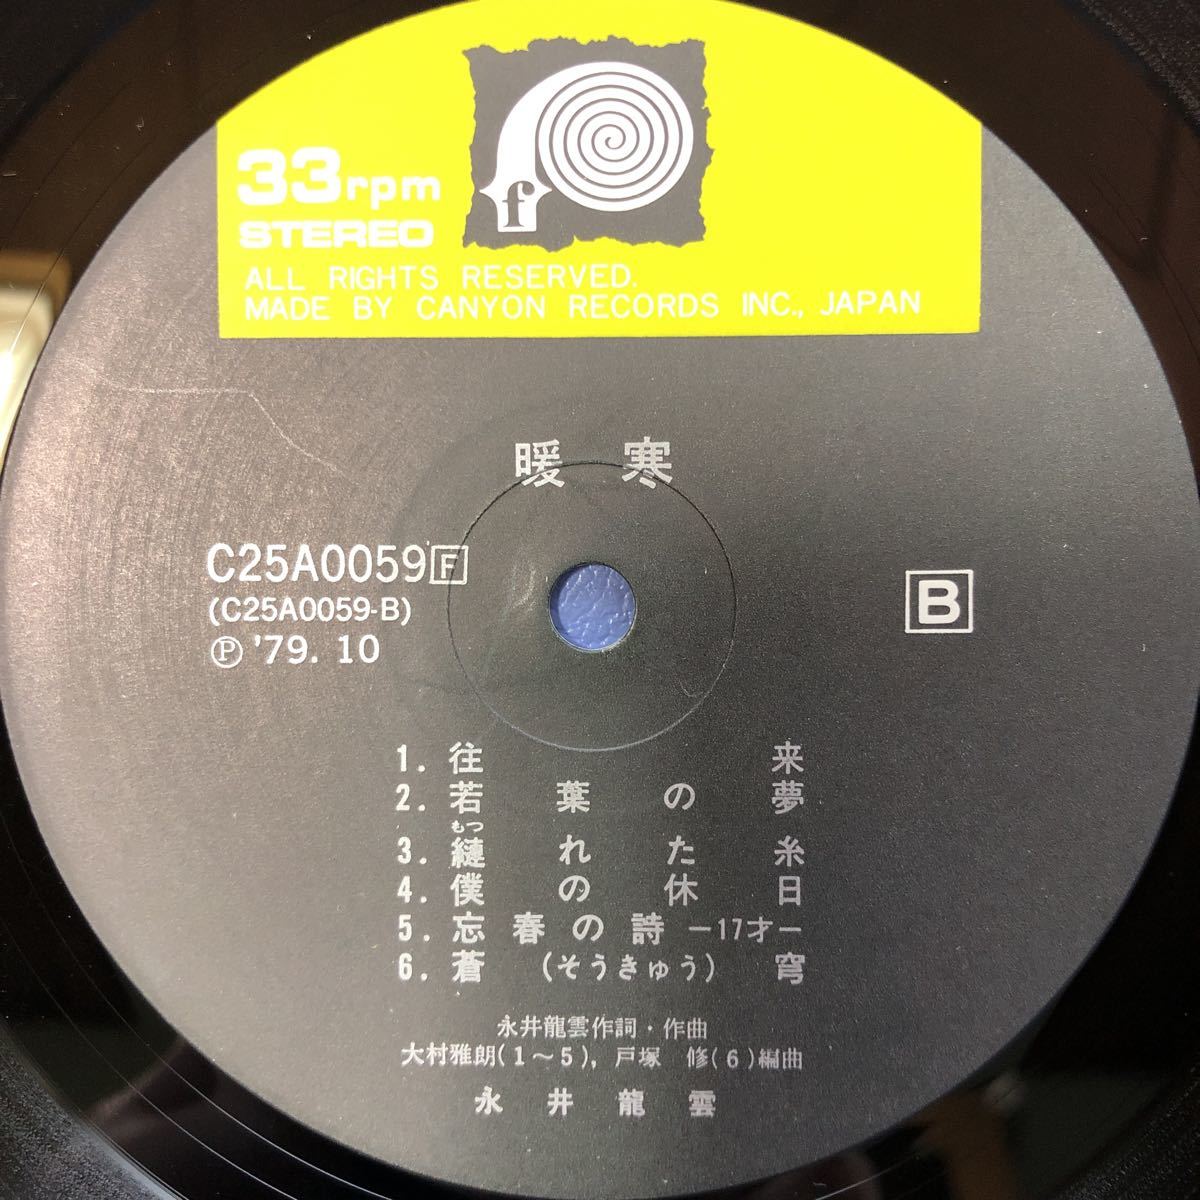 f
33rpm
STEREO
ALL RIGHTS RESERVED.
MADE BY CANYON RECORDS INC., JAPAN
暖寒
C25A0059 F
(C25A0059-B)
Ⓟ '79. 10
B
1. 往来
2. 若葉の夢
もつ
3. 縺れた糸
4. 僕の休日
5. 忘春の詩 —17才—
6. 蒼(そうきゅう)穹
永井龍雲作詞・作曲
大村雅朗(1〜5), 戸塚 修(6)編曲
永井龍雲